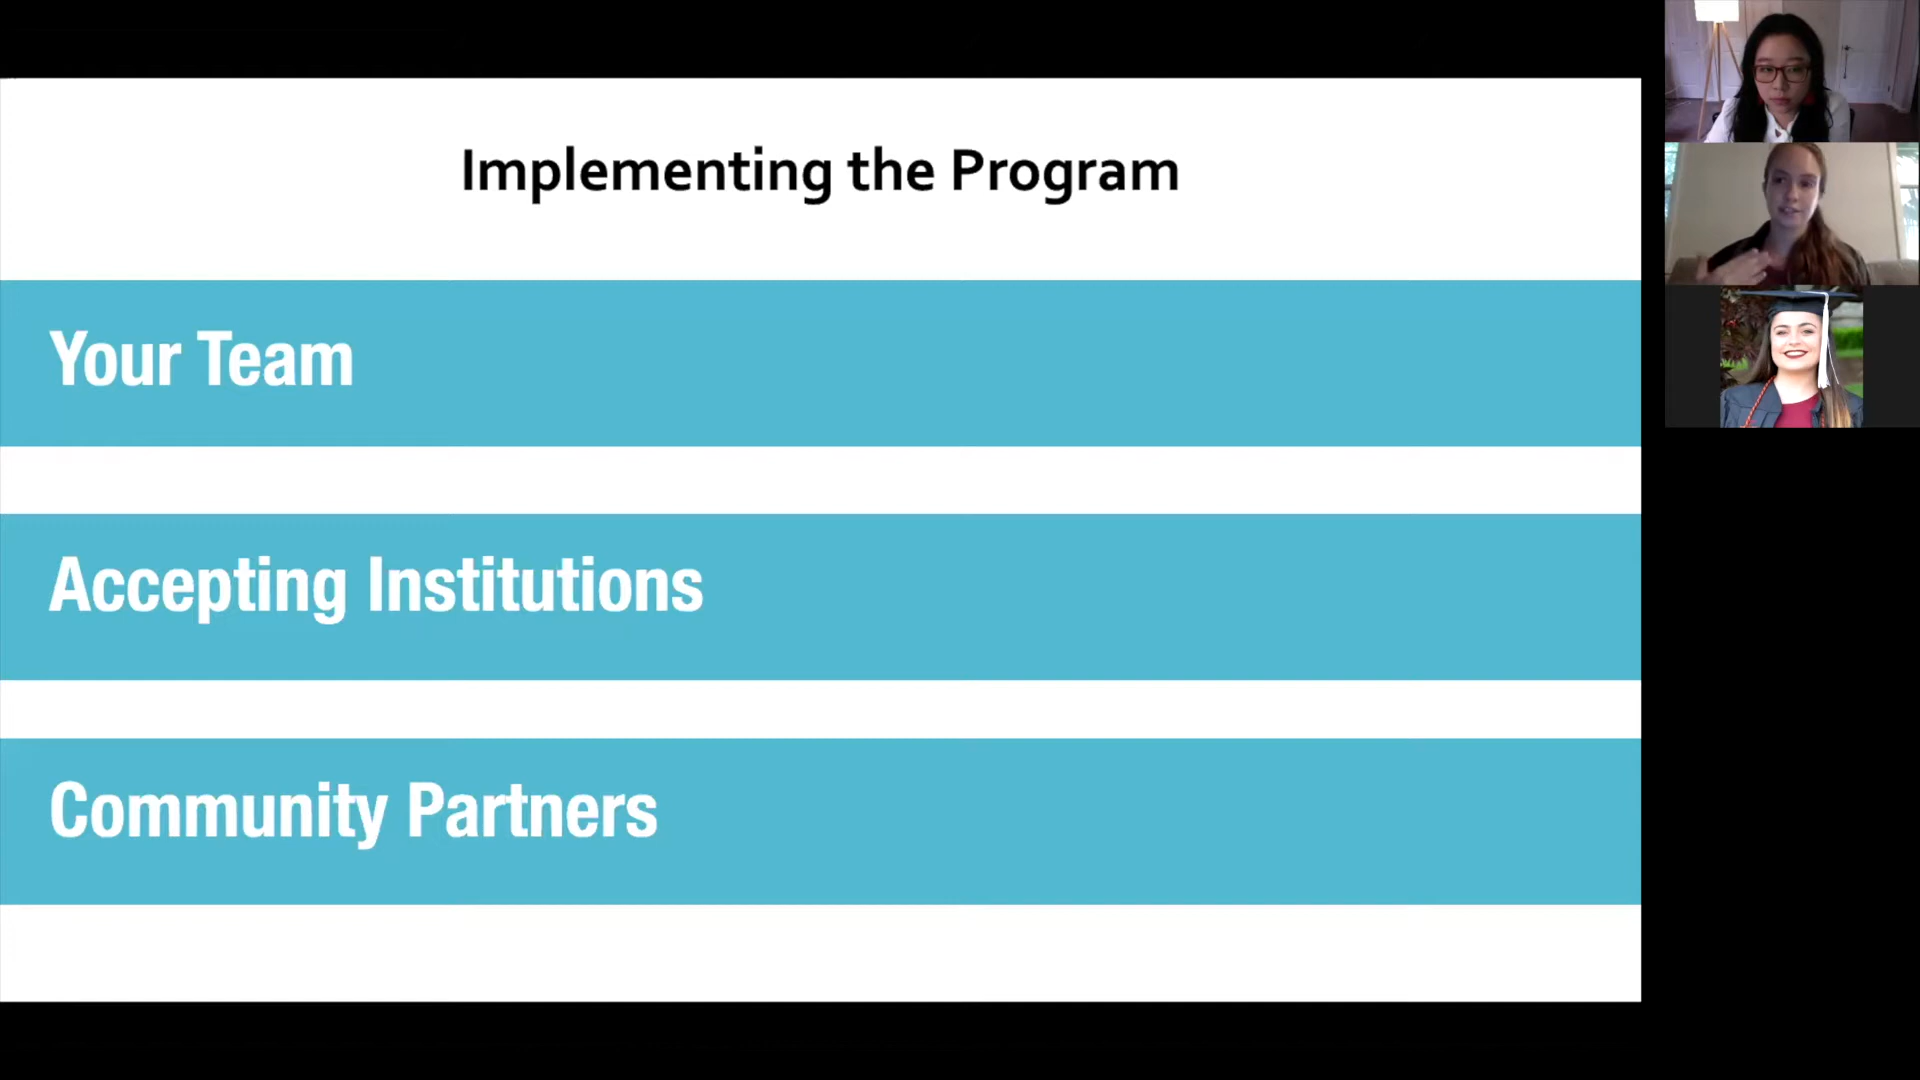 Implementing the Program
Your Team
Accepting Institutions
Community Partners